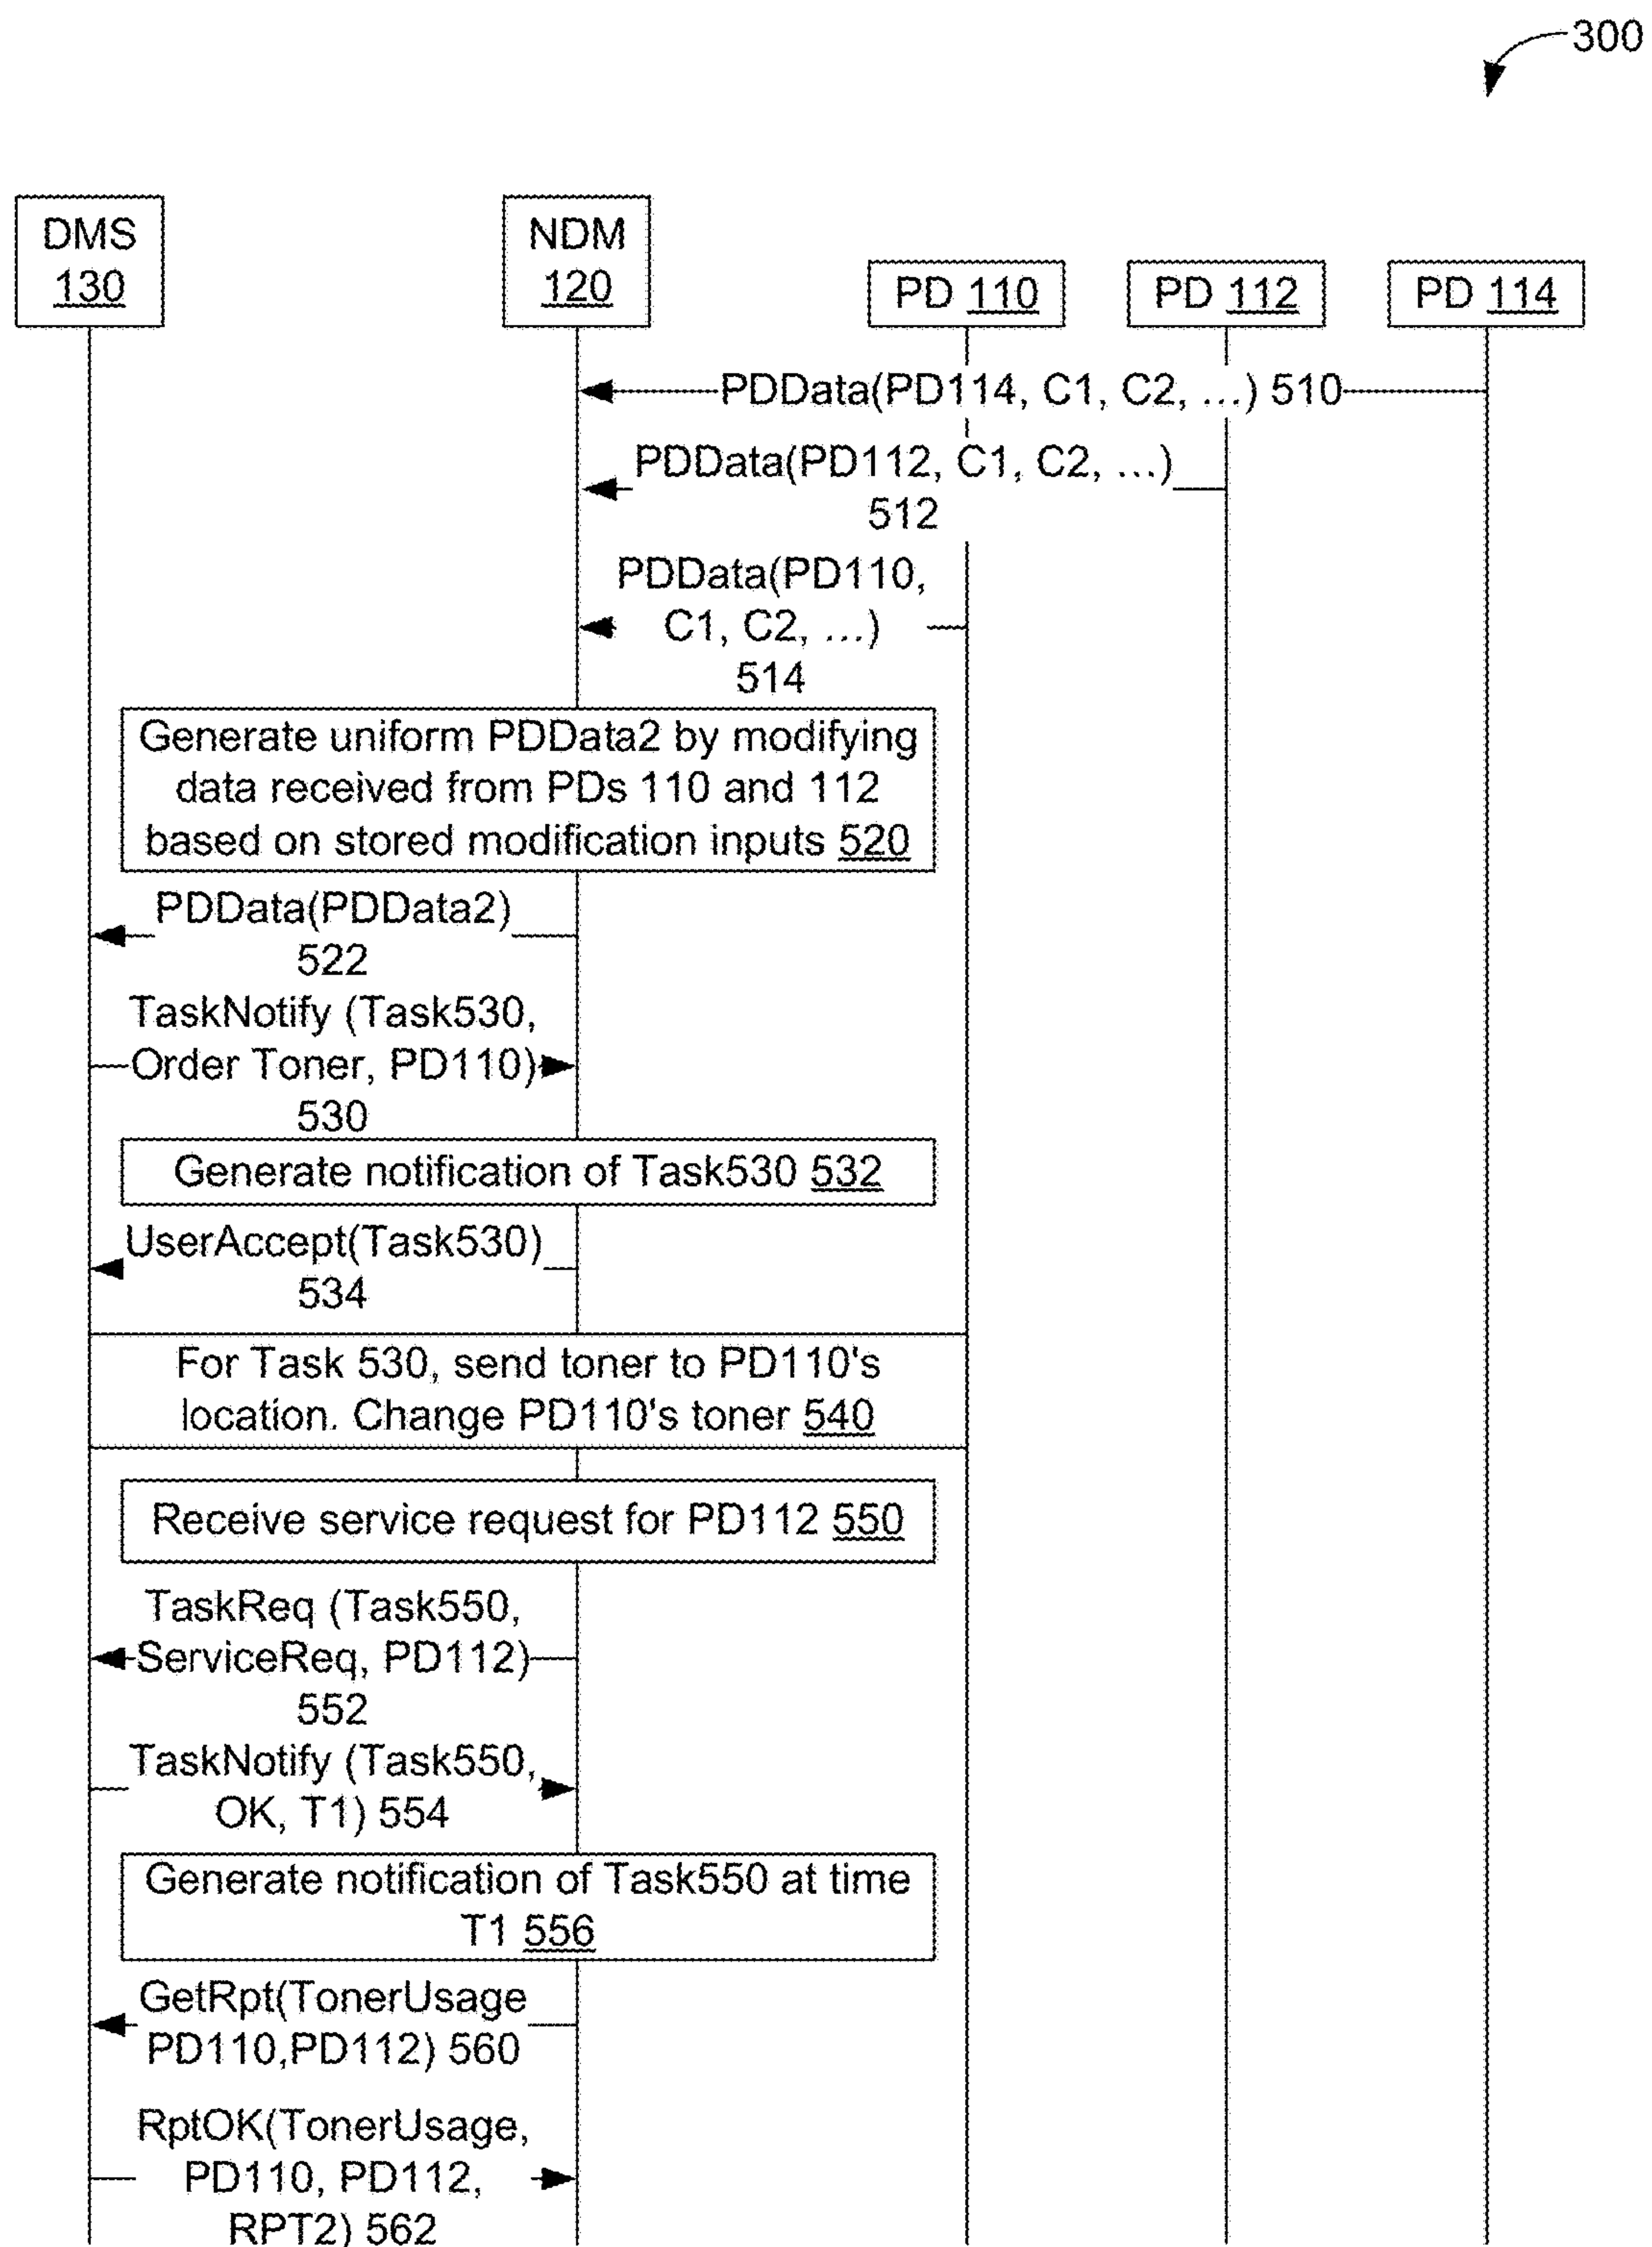 300
DMS
130
NDM
120
PD 110
PD 112
PD 114
PDData(PD114, C1, C2, ...) 510
PDData(PD112, C1, C2, ...)
512
PDData(PD110,
C1, C2, ...)
514
Generate uniform PDData2 by modifying
data received from PDs 110 and 112
based on stored modification inputs 520
PDData(PDData2)
522
TaskNotify (Task530,
Order Toner, PD110)
530
Generate notification of Task530 532
UserAccept(Task530)
534
For Task 530, send toner to PD110's
location. Change PD110's toner 540
Receive service request for PD112 550
TaskReq (Task550,
ServiceReq, PD112)
552
TaskNotify (Task550,
OK, T1) 554
Generate notification of Task550 at time
T1 556
GetRpt(TonerUsage
PD110,PD112) 560
RptOK(TonerUsage,
PD110, PD112,
RPT2) 562